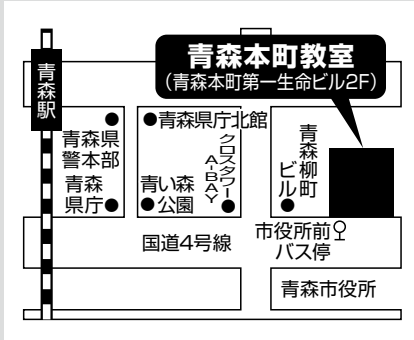 青森本町教室
(青森本町第一生命ビル2F)
青森駅
青森県
警本部
青森
県庁
青森県庁北館
クロスタワー
A-BAY
青い森
公園
青森柳町
ビル
市役所前
バス停
国道4号線
青森市役所